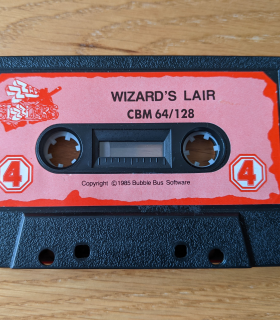 WIZARD'S LAIR
CBM 64/128
4 4
Copyright ©1985 Bubble Bus Software